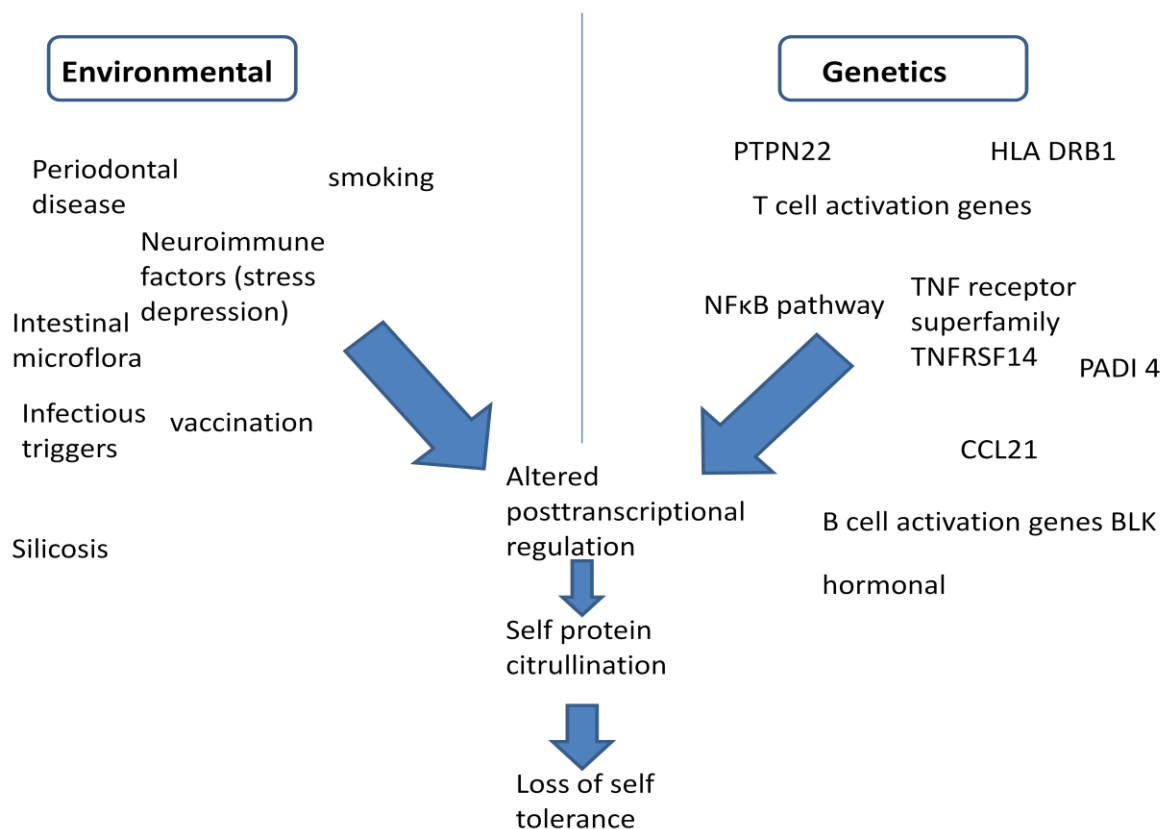 Environmental
Periodontal
disease
smoking
Neuroimmune
factors (stress
depression)
Intestinal
microflora
Infectious
triggers
vaccination
Silicosis
Genetics
PTPN22
HLA DRB1
T cell activation genes
NFκB pathway
TNF receptor
superfamily
TNFRSF14
PADI 4
CCL21
B cell activation genes BLK
hormonal
Altered
posttranscriptional
regulation
Self protein
citrullination
Loss of self
tolerance